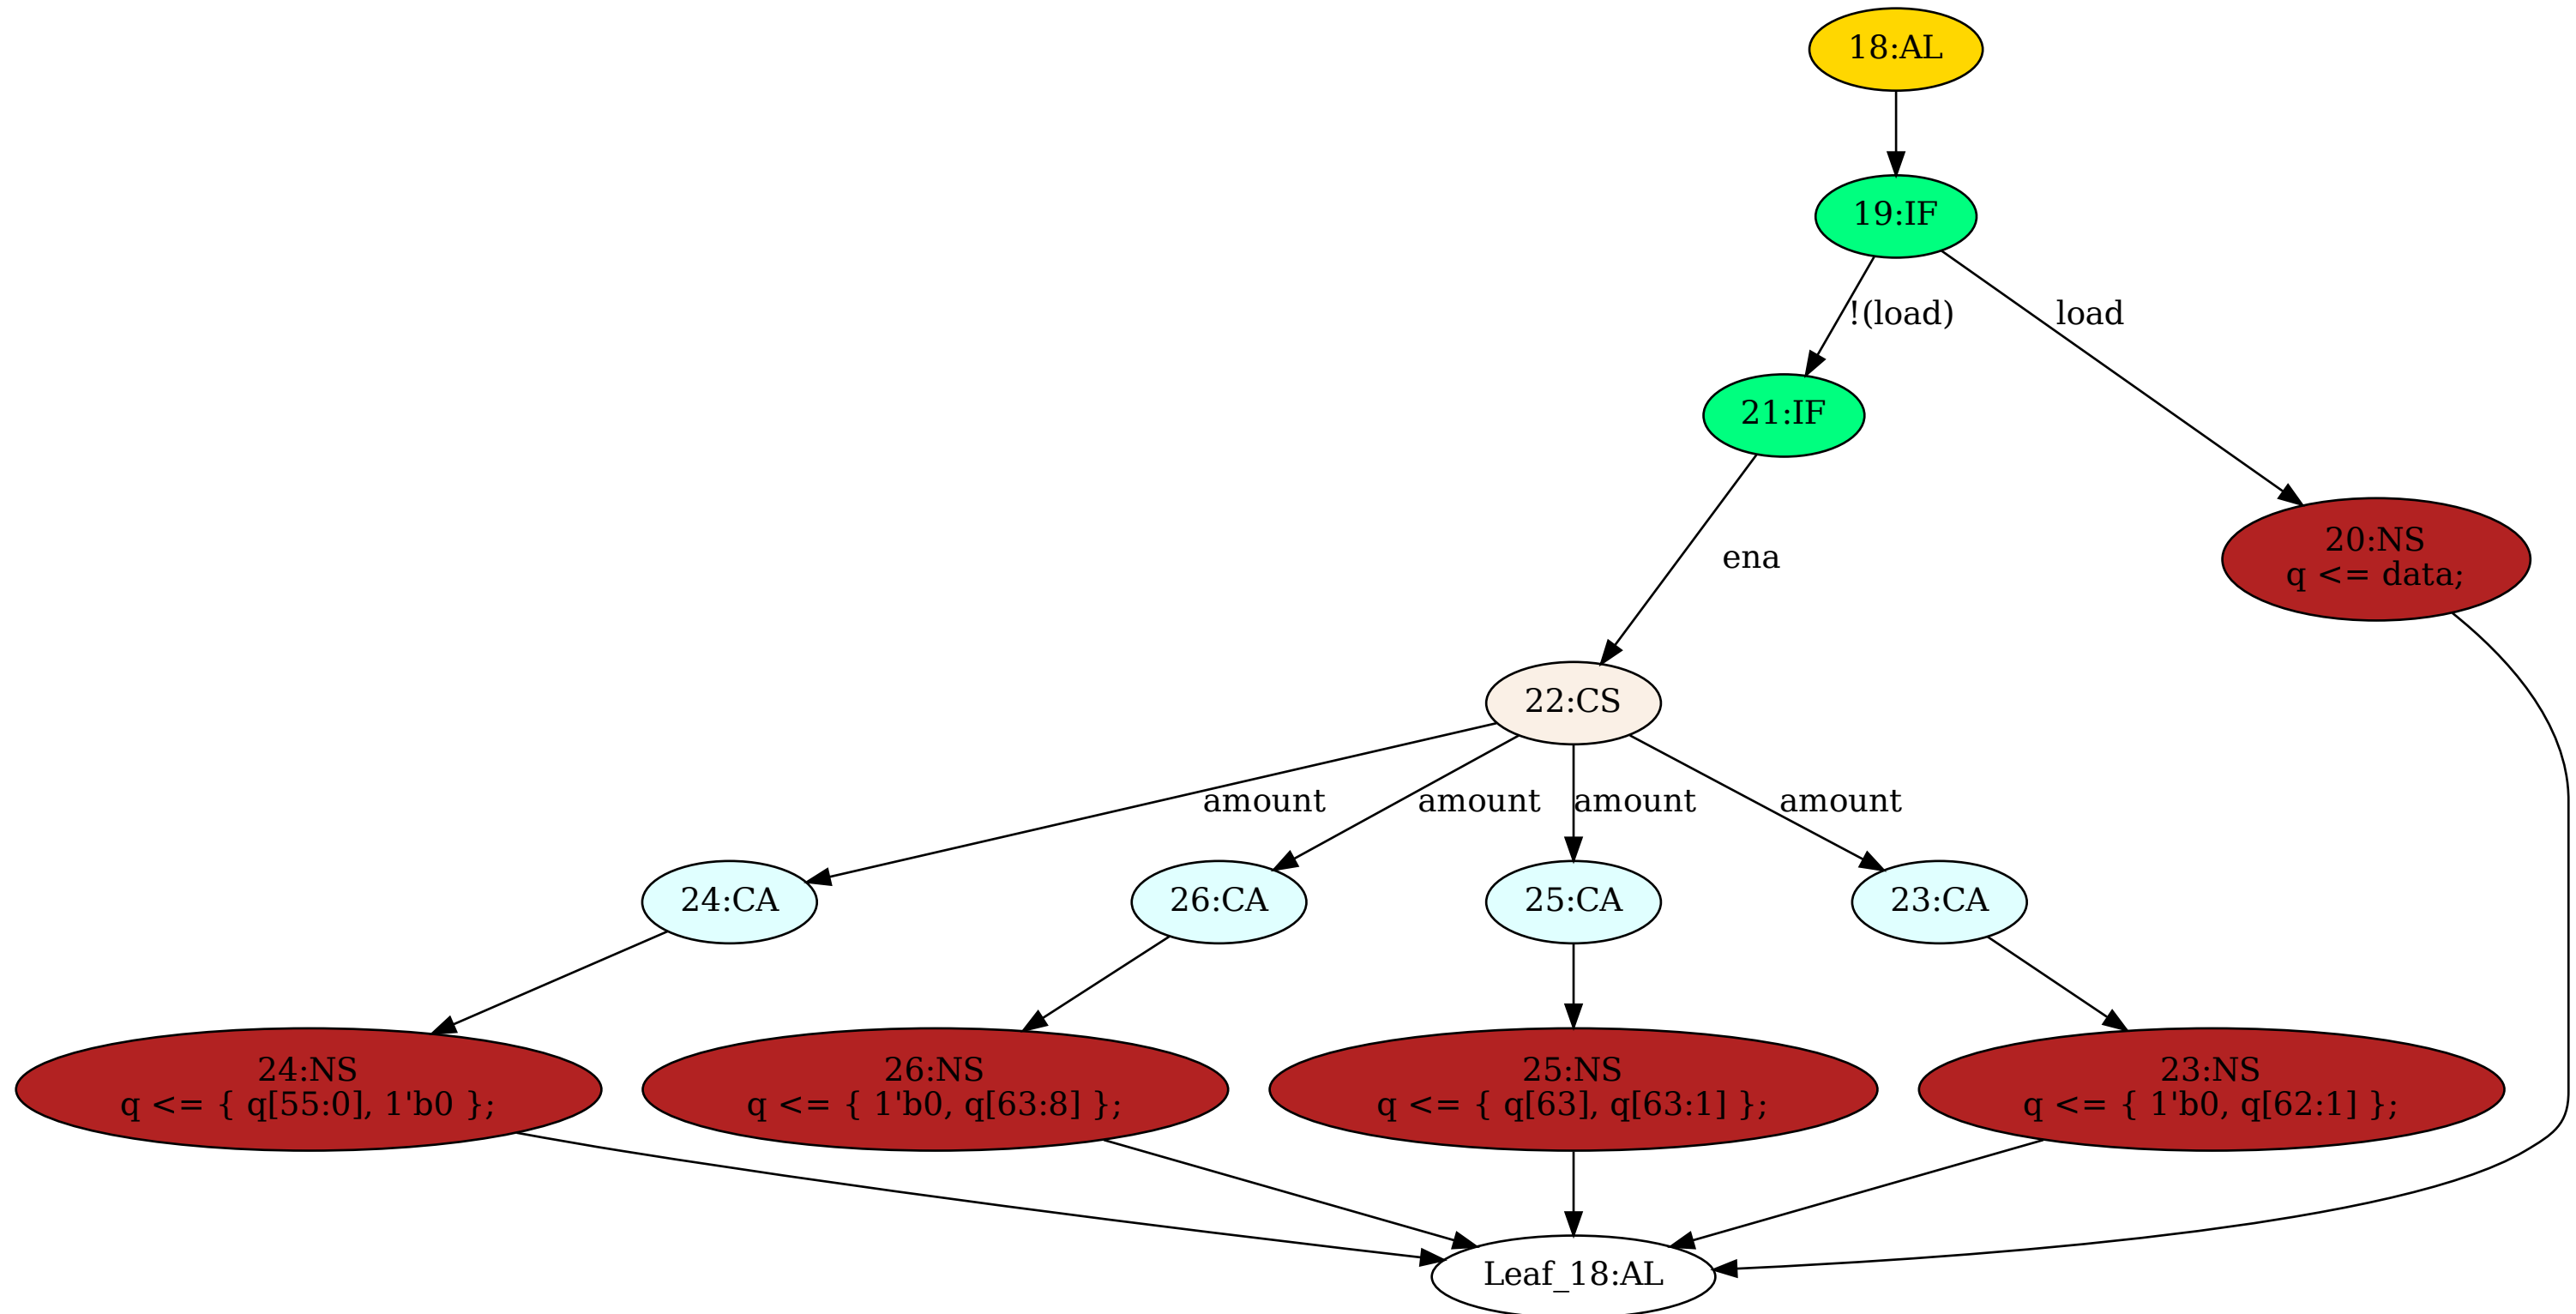 18:AL
19:IF
!(load)
load
21:IF
ena
20:NS
q <= data;
22:CS
amount
amount
amount
amount
24:CA
26:CA
25:CA
23:CA
24:NS
q <= { q[55:0], 1'b0 };
26:NS
q <= { 1'b0, q[63:8] };
25:NS
q <= { q[63], q[63:1] };
23:NS
q <= { 1'b0, q[62:1] };
Leaf_18:AL